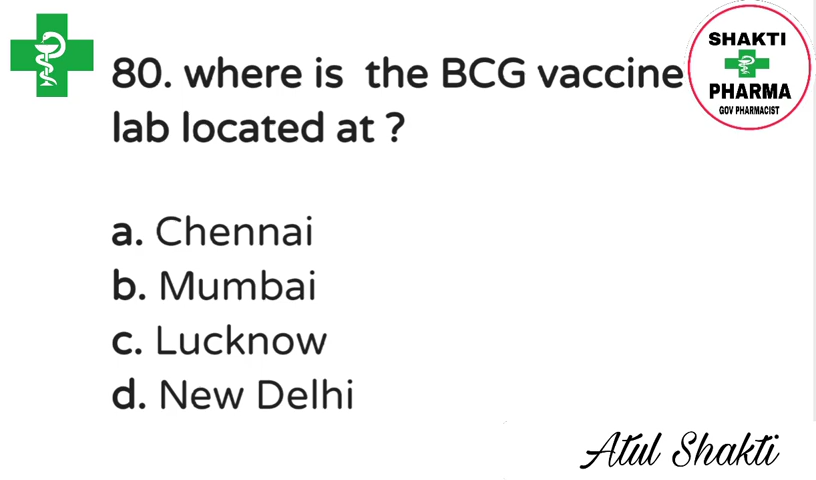 SHAKTI
PHARMA
GOV PHARMACIST
80. where is the BCG vaccine
lab located at ?
a. Chennai
b. Mumbai
c. Lucknow
d. New Delhi
Atul Shakti